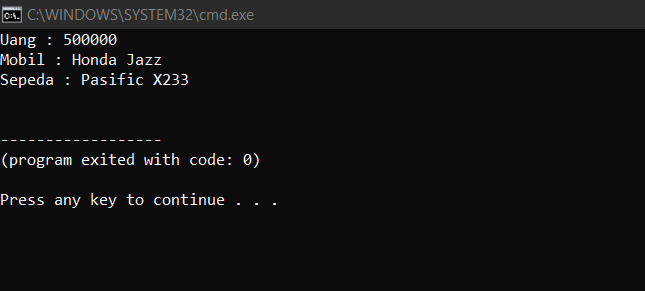 C:\WINDOWS\SYSTEM32\cmd.exe
Uang : 500000
Mobil : Honda Jazz
Sepeda : Pasific X233
------------------
(program exited with code: 0)
Press any key to continue . . .